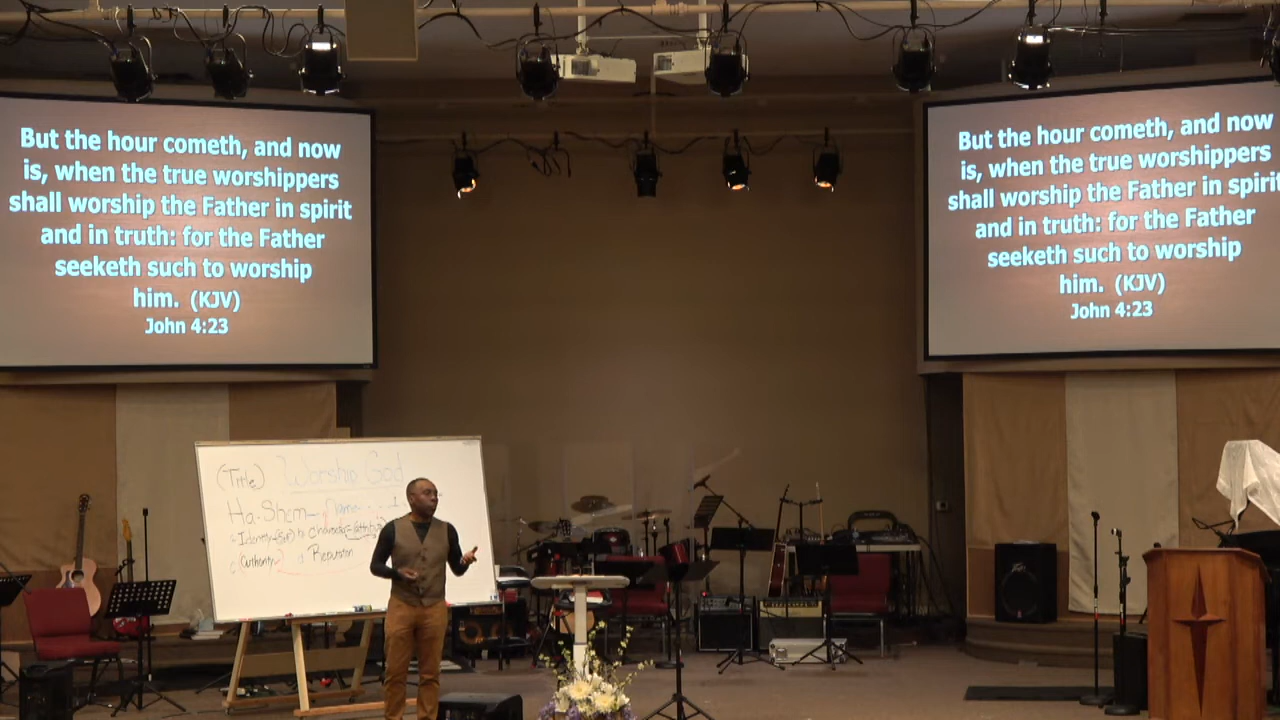 But the hour cometh, and now
is, when the true worshippers
shall worship the Father in spirit
and in truth: for the Father
seeketh such to worship
him. (KJV)
John 4:23
But the hour cometh, and now
is, when the true worshippers
shall worship the Father in spirit
and in truth: for the Father
seeketh such to worship
him. (KJV)
John 4:23
(Title) Worship God
Ha-Shem- Name
Identity b Character
c Authority d Reputation